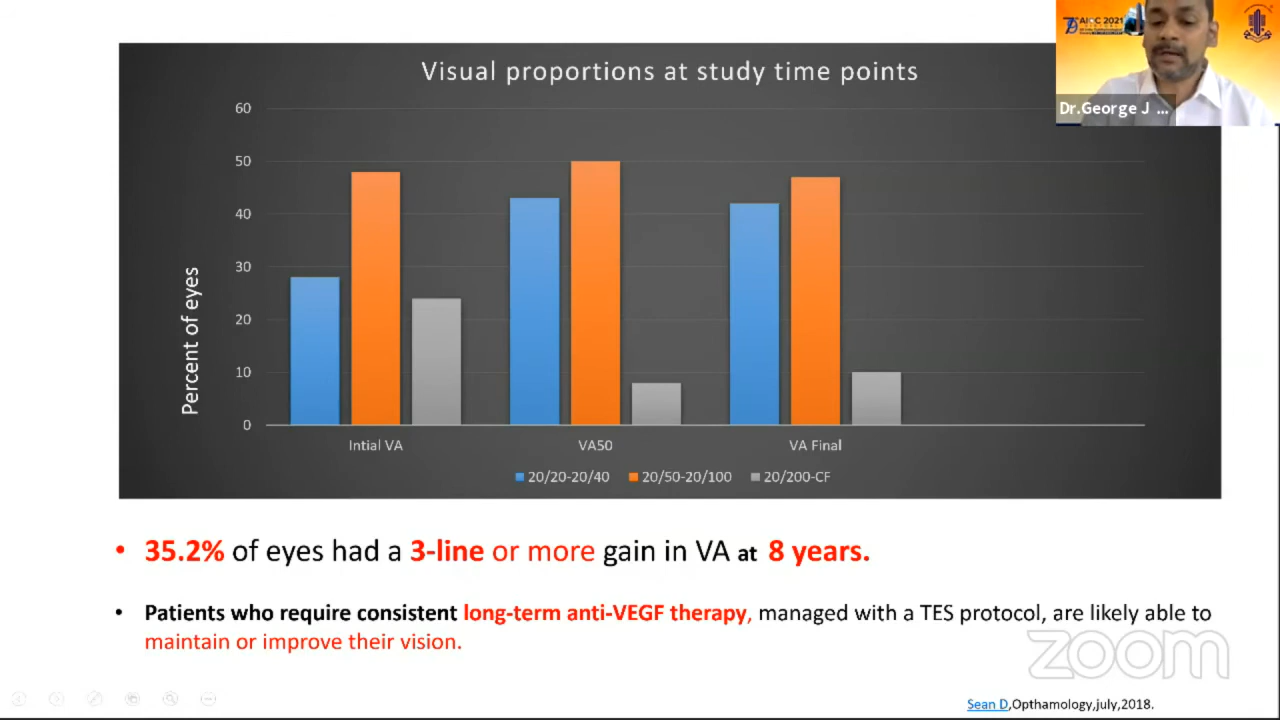 AIOC 2021
Dr.George J ...
Visual proportions at study time points
60
50
40
30
20
10
0
Percent of eyes
Intial VA
VA50
VA Final
20/20-20/40
20/50-20/100
20/200-CF
• 35.2% of eyes had a 3-line or more gain in VA at 8 years.
• Patients who require consistent long-term anti-VEGF therapy, managed with a TES protocol, are likely able to
maintain or improve their vision.
zoom
Sean D,Opthamology,july,2018.